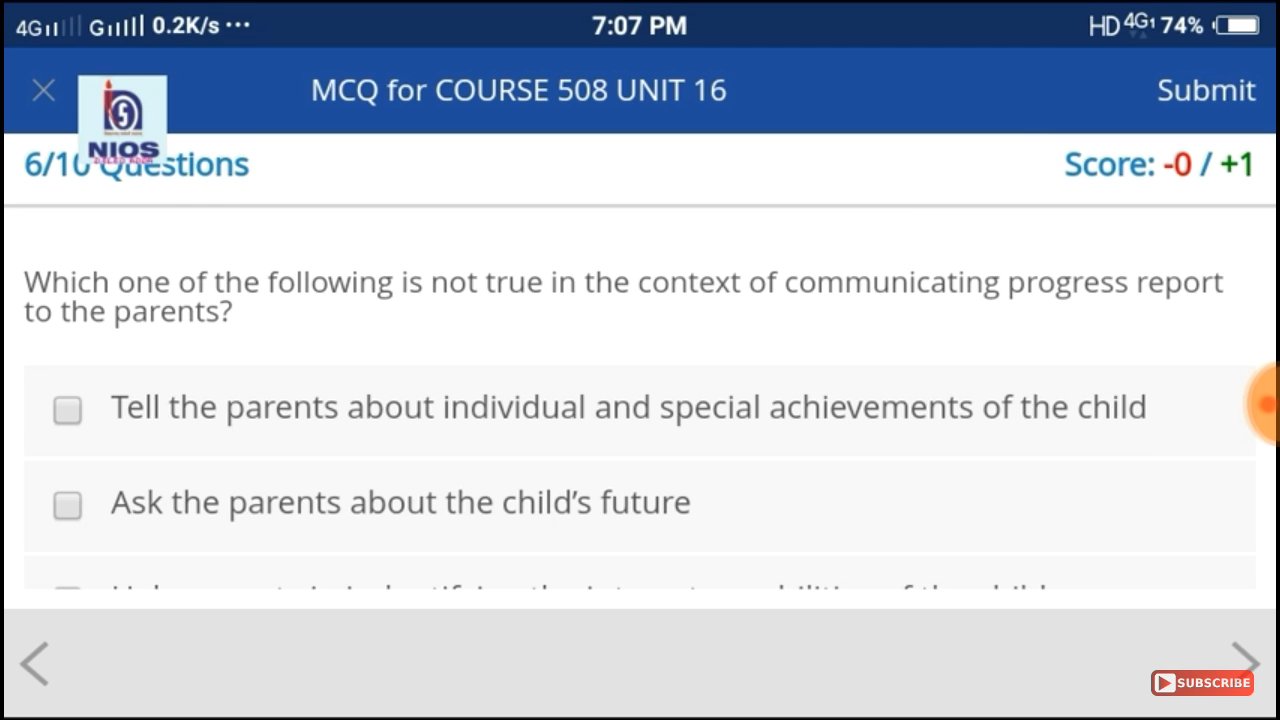 4G G 0.2K/s ... 7:07 PM HD 4G 74%
MCQ for COURSE 508 UNIT 16 Submit
NIOS
6/10 Questions Score: -0 / +1
Which one of the following is not true in the context of communicating progress report
to the parents?
Tell the parents about individual and special achievements of the child
Ask the parents about the child’s future
SUBSCRIBE